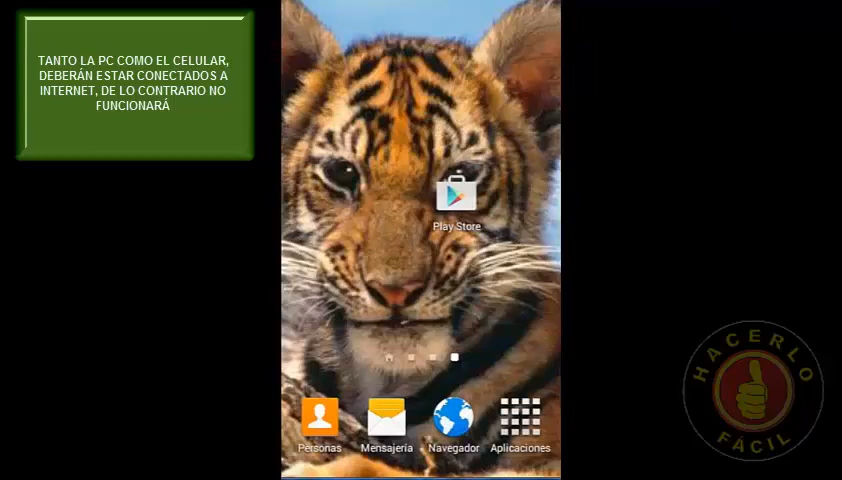 TANTO LA PC COMO EL CELULAR,
DEBERÁN ESTAR CONECTADOS A
INTERNET, DE LO CONTRARIO NO
FUNCIONARÁ
Play Store
Personas
Mensajería
Navegador
Aplicaciones
HACERLO
FÁCIL